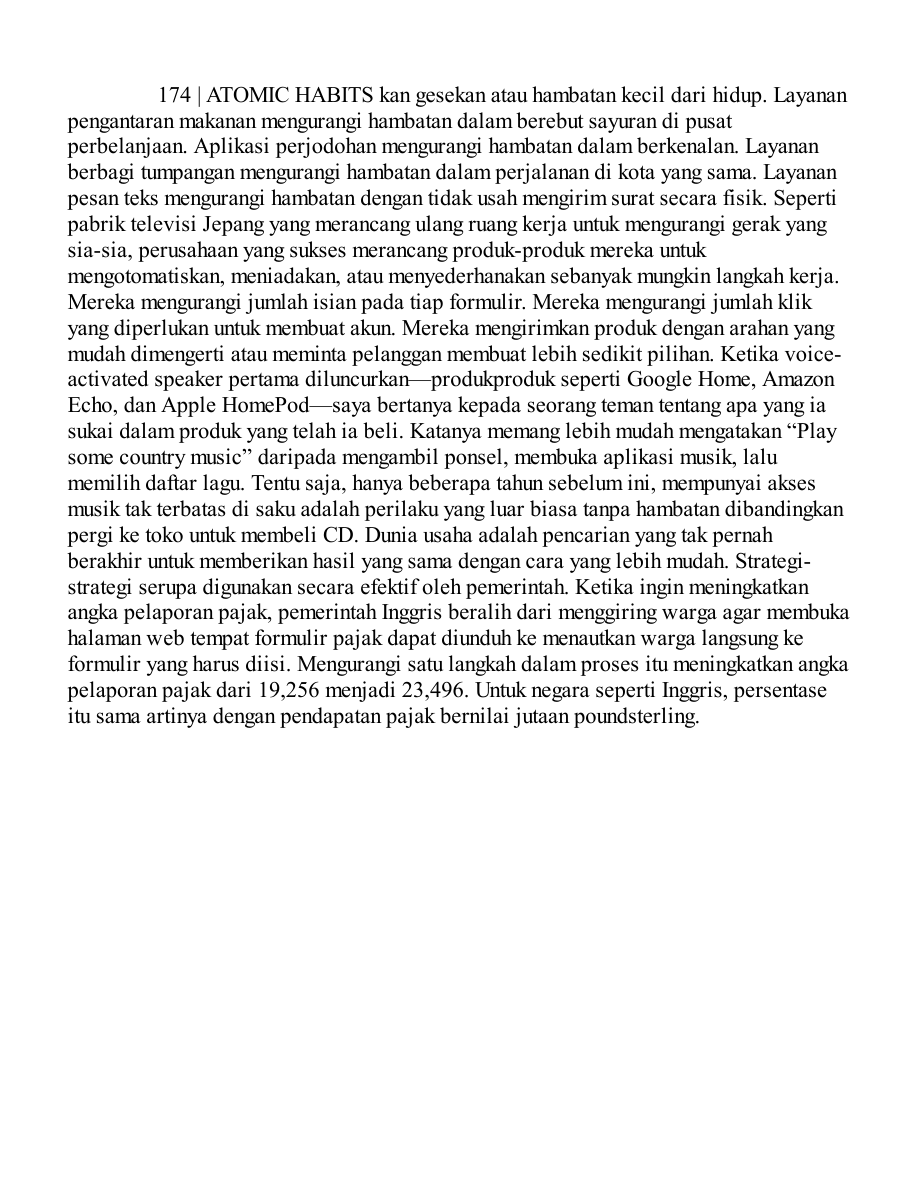 174 | ATOMIC HABITS kan gesekan atau hambatan kecil dari hidup. Layanan
pengantaran makanan mengurangi hambatan dalam berebut sayuran di pusat
perbelanjaan. Aplikasi perjodohan mengurangi hambatan dalam berkenalan. Layanan
berbagi tumpangan mengurangi hambatan dalam perjalanan di kota yang sama. Layanan
pesan teks mengurangi hambatan dengan tidak usah mengirim surat secara fisik. Seperti
pabrik televisi Jepang yang merancang ulang ruang kerja untuk mengurangi gerak yang
sia-sia, perusahaan yang sukses merancang produk-produk mereka untuk
mengotomatiskan, meniadakan, atau menyederhanakan sebanyak mungkin langkah kerja.
Mereka mengurangi jumlah isian pada tiap formulir. Mereka mengurangi jumlah klik
yang diperlukan untuk membuat akun. Mereka mengirimkan produk dengan arahan yang
mudah dimengerti atau meminta pelanggan membuat lebih sedikit pilihan. Ketika voice-
activated speaker pertama diluncurkan—produkproduk seperti Google Home, Amazon
Echo, dan Apple HomePod—saya bertanya kepada seorang teman tentang apa yang ia
sukai dalam produk yang telah ia beli. Katanya memang lebih mudah mengatakan “Play
some country music” daripada mengambil ponsel, membuka aplikasi musik, lalu
memilih daftar lagu. Tentu saja, hanya beberapa tahun sebelum ini, mempunyai akses
musik tak terbatas di saku adalah perilaku yang luar biasa tanpa hambatan dibandingkan
pergi ke toko untuk membeli CD. Dunia usaha adalah pencarian yang tak pernah
berakhir untuk memberikan hasil yang sama dengan cara yang lebih mudah. Strategi-
strategi serupa digunakan secara efektif oleh pemerintah. Ketika ingin meningkatkan
angka pelaporan pajak, pemerintah Inggris beralih dari menggiring warga agar membuka
halaman web tempat formulir pajak dapat diunduh ke menautkan warga langsung ke
formulir yang harus diisi. Mengurangi satu langkah dalam proses itu meningkatkan angka
pelaporan pajak dari 19,256 menjadi 23,496. Untuk negara seperti Inggris, persentase
itu sama artinya dengan pendapatan pajak bernilai jutaan poundsterling.